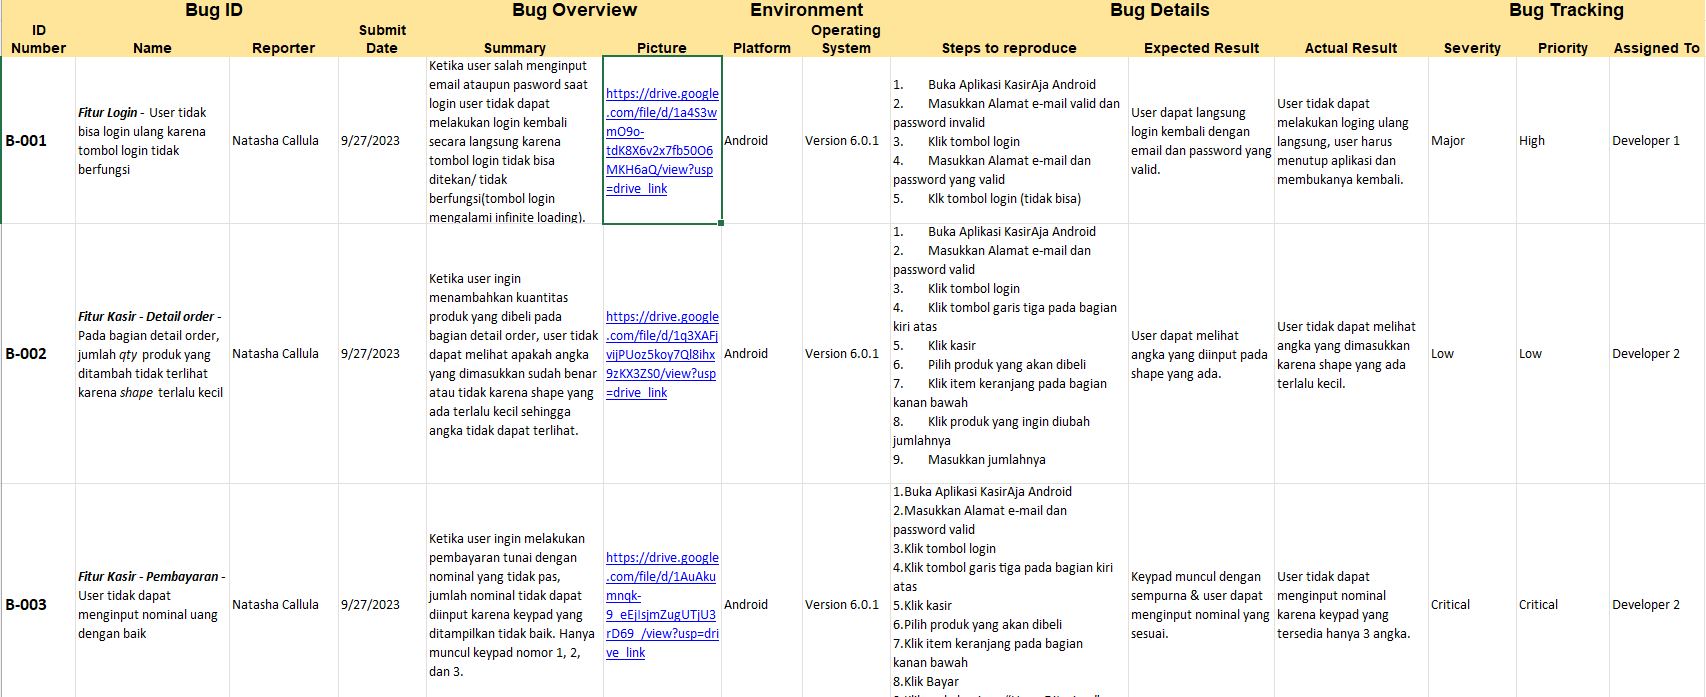 Bug ID
Bug Overview
Environment
Bug Details
Bug Tracking
ID
Number
Name
Reporter
Submit
Date
Summary
Picture
Platform
Operating
System
Steps to reproduce
Expected Result
Actual Result
Severity
Priority
Assigned To
B-001
Fitur Login - User tidak
bisa login ulang karena
tombol login tidak
berfungsi
Natasha Callula
9/27/2023
Ketika user salah menginput
email ataupun pasword saat
login user tidak dapat
melakukan login kembali
secara langsung karena
tombol login tidak bisa
ditekan/ tidak
berfungsi(tombol login
mengalami infinite loading).
https://drive.google
.com/file/d/1a4S3w
mO9o-
tdK8X6v2x7fb50O6
MKH6aQ/view?usp
=drive_link
Android
Version 6.0.1
1. Buka Aplikasi KasirAja Android
2. Masukkan Alamat e-mail valid dan
password invalid
3. Klik tombol login
4. Masukkan Alamat e-mail dan
password yang valid
5. Klk tombol login (tidak bisa)
User dapat langsung
login kembali dengan
email dan password yang
valid.
User tidak dapat
melakukan loging ulang
langsung, user harus
menutup aplikasi dan
membukanya kembali.
Major
High
Developer 1
B-002
Fitur Kasir - Detail order -
Pada bagian detail order,
jumlah qty produk yang
ditambah tidak terlihat
karena shape terlalu kecil
Natasha Callula
9/27/2023
Ketika user ingin
menambahkan kuantitas
produk yang dibeli pada
bagian detail order, user tidak
dapat melihat apakah angka
yang dimasukkan sudah benar
atau tidak karena shape yang
ada terlalu kecil sehingga
angka tidak dapat terlihat.
https://drive.google
.com/file/d/1q3XAFj
vijPUoz5koy7Ql8ihx
9zKX3ZS0/view?usp
=drive_link
Android
Version 6.0.1
1. Buka Aplikasi KasirAja Android
2. Masukkan Alamat e-mail dan
password valid
3. Klik tombol login
4. Klik tombol garis tiga pada bagian
kiri atas
5. Klik kasir
6. Pilih produk yang akan dibeli
7. Klik item keranjang pada bagian
kanan bawah
8. Klik produk yang ingin diubah
jumlahnya
9. Masukkan jumlahnya
User dapat melihat
angka yang diinput pada
shape yang ada.
User tidak dapat melihat
angka yang dimasukkan
karena shape yang ada
terlalu kecil.
Low
Low
Developer 2
B-003
Fitur Kasir - Pembayaran -
User tidak dapat
menginput nominal uang
dengan baik
Natasha Callula
9/27/2023
Ketika user ingin melakukan
pembayaran tunai dengan
nominal yang tidak pas,
jumlah nominal tidak dapat
diinput karena keypad yang
ditampilkan tidak baik. Hanya
muncul keypad nomor 1, 2,
dan 3.
https://drive.google
.com/file/d/1AuAku
mnqk-
9_eEjIsjmZugUTjU3
rD69_/view?usp=dri
ve_link
Android
Version 6.0.1
1.Buka Aplikasi KasirAja Android
2.Masukkan Alamat e-mail dan
password valid
3.Klik tombol login
4.Klik tombol garis tiga pada bagian kiri
atas
5.Klik kasir
6.Pilih produk yang akan dibeli
7.Klik item keranjang pada bagian
kanan bawah
8.Klik Bayar
Keypad muncul dengan
sempurna & user dapat
menginput nominal yang
sesuai.
User tidak dapat
menginput nominal
karena keypad yang
tersedia hanya 3 angka.
Critical
Critical
Developer 2